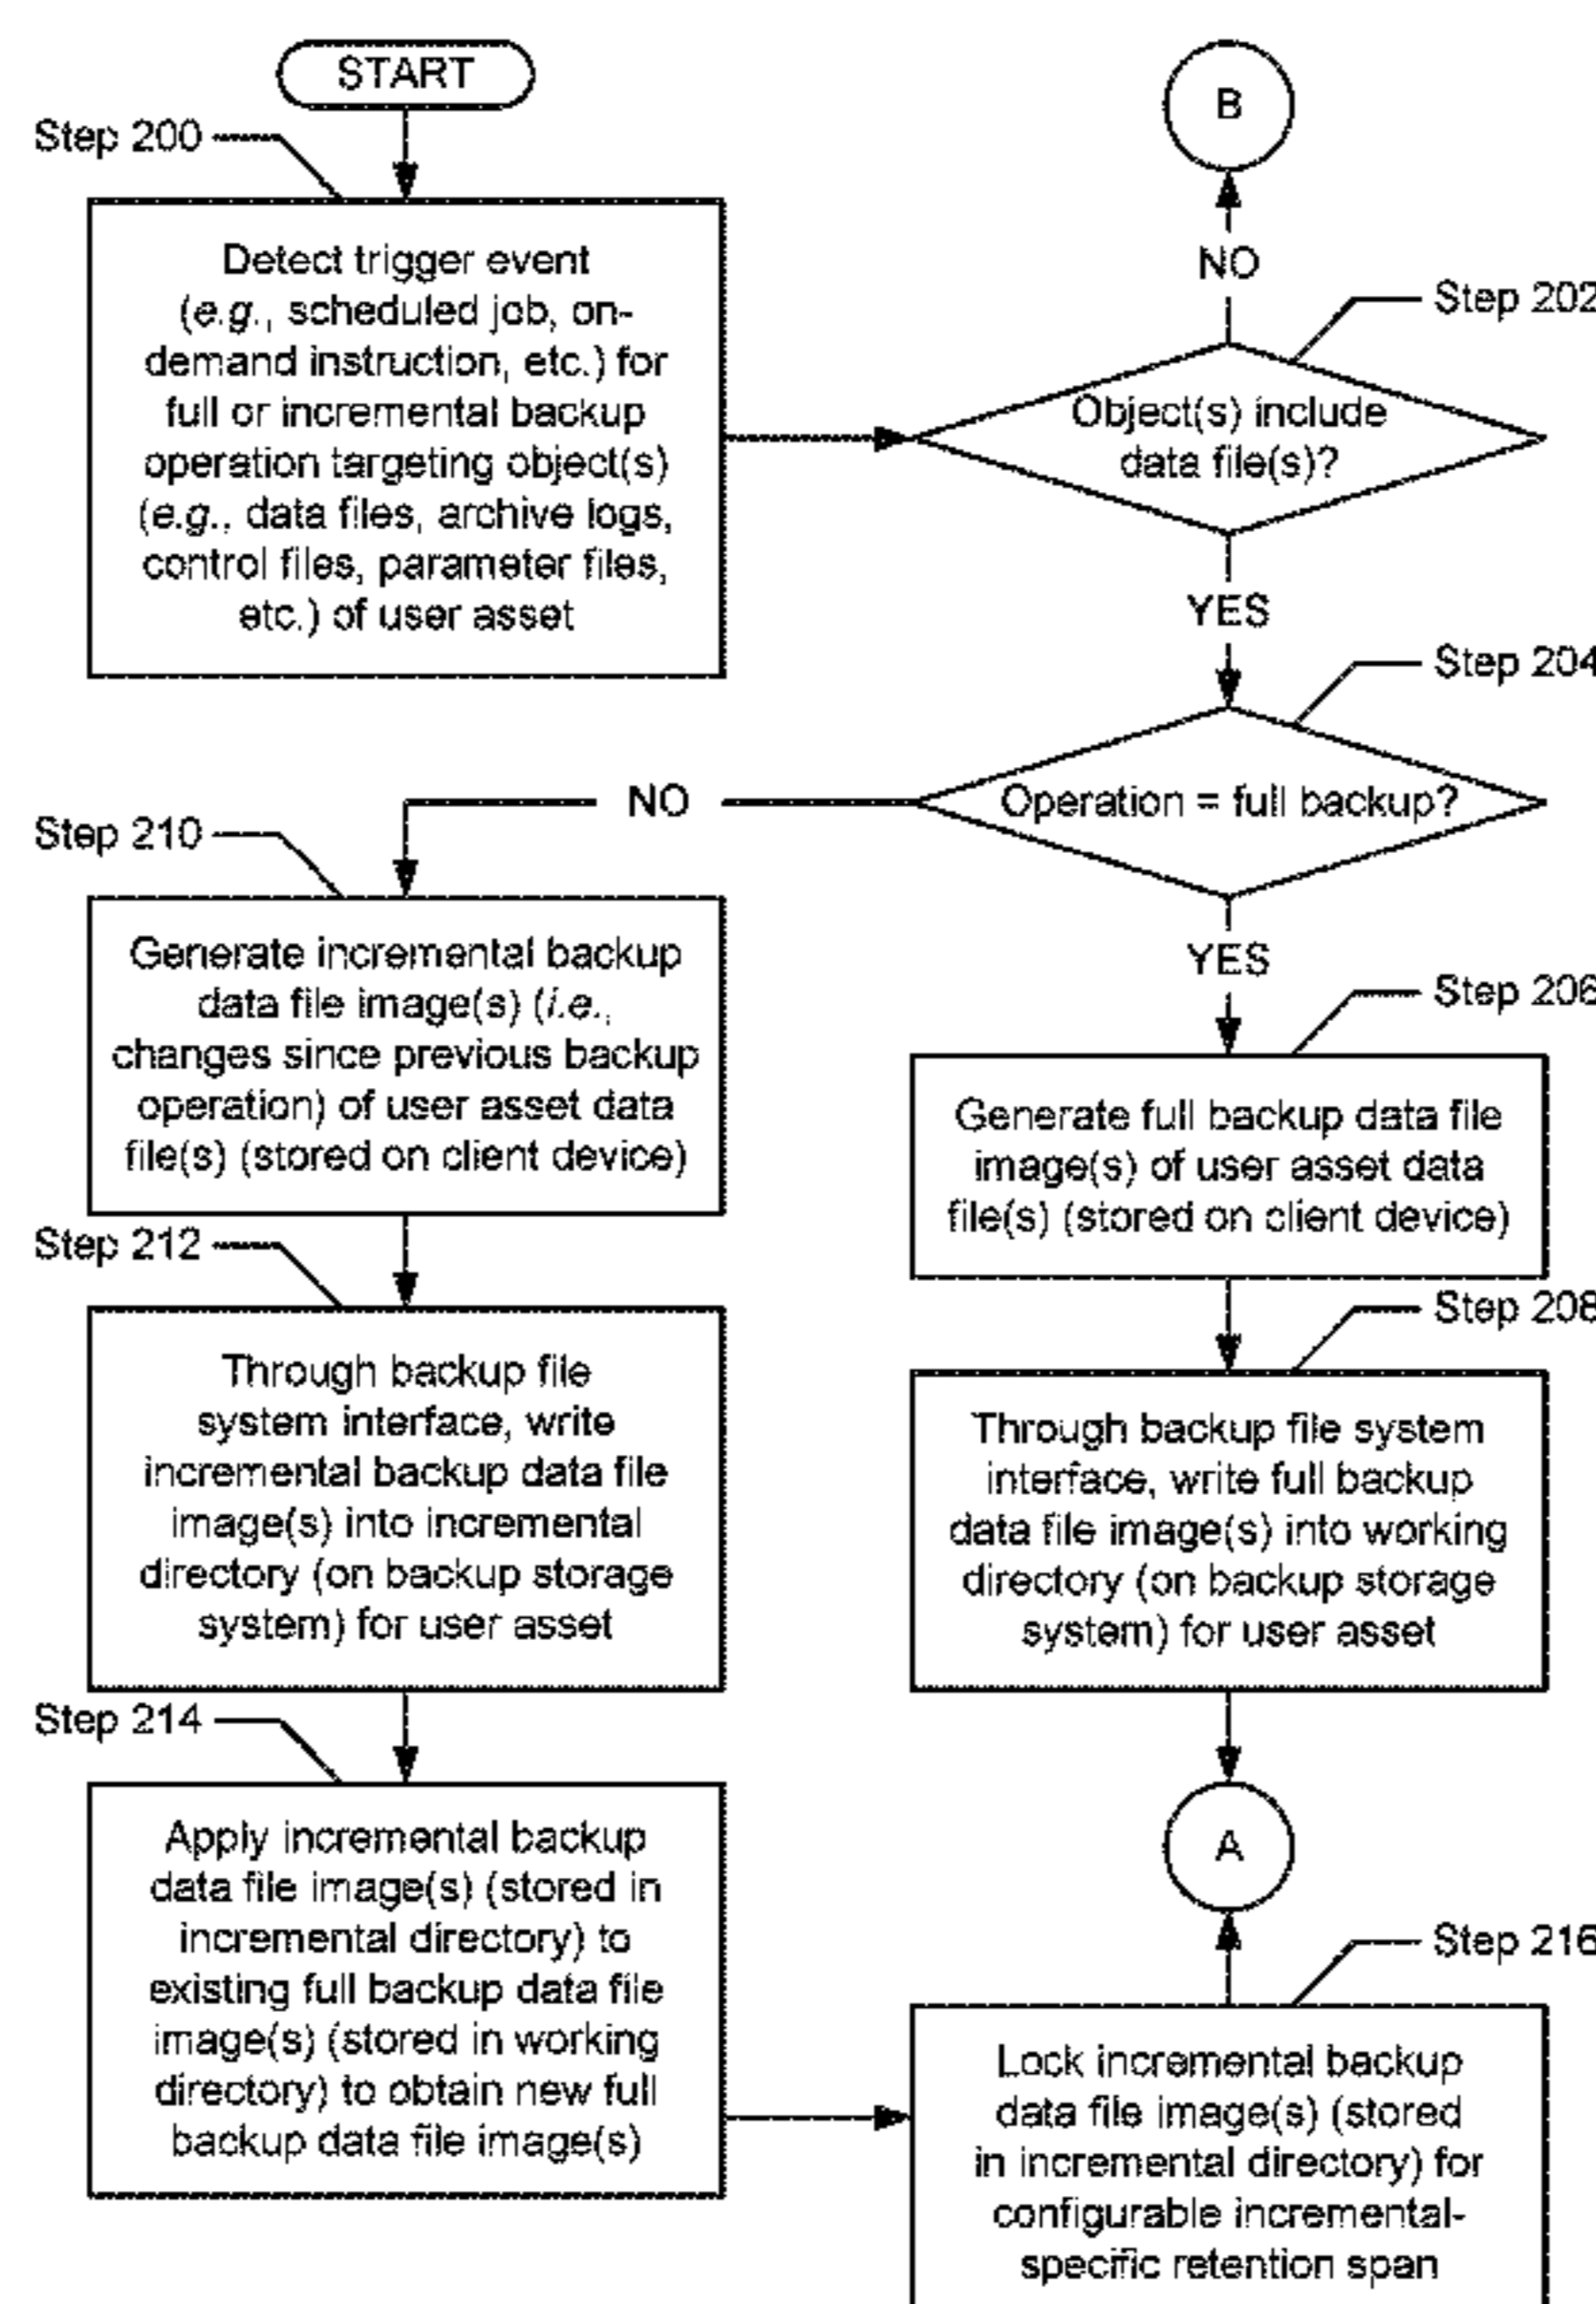 START
Step 200
Detect trigger event
(e.g., scheduled job, on-
demand instruction, etc.) for
full or incremental backup
operation targeting object(s)
(e.g., data files, archive logs,
control files, parameter files,
etc.) of user asset
B
NO
Step 202
Object(s) include
data file(s)?
YES
Step 204
Operation = full backup?
NO
YES
Step 206
Generate full backup data file
image(s) of user asset data
file(s) (stored on client device)
Step 208
Through backup file system
interface, write full backup
data file image(s) into working
directory (on backup storage
system) for user asset
A
Step 210
Generate incremental backup
data file image(s) (i.e.,
changes since previous backup
operation) of user asset data
file(s) (stored on client device)
Step 212
Through backup file
system interface, write
incremental backup data file
image(s) into incremental
directory (on backup storage
system) for user asset
Step 214
Apply incremental backup
data file image(s) (stored in
incremental directory) to
existing full backup data file
image(s) (stored in working
directory) to obtain new full
backup data file image(s)
Step 216
Lock incremental backup
data file image(s) (stored
in incremental directory) for
configurable incremental-
specific retention span